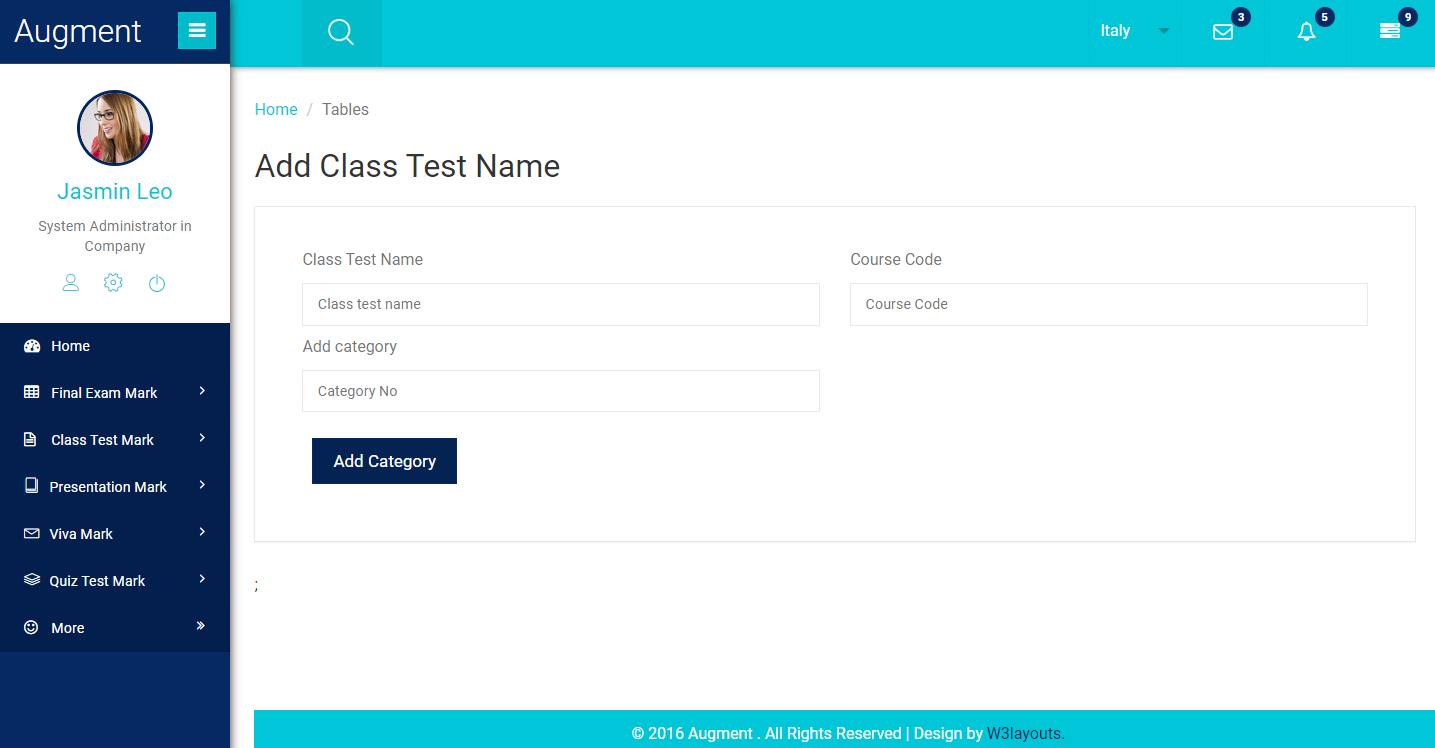 Augment
Italy
3
5
9
Jasmin Leo
System Administrator in
Company
Home
Final Exam Mark
Class Test Mark
Presentation Mark
Viva Mark
Quiz Test Mark
More
Home / Tables
Add Class Test Name
Class Test Name
Class test name
Course Code
Course Code
Add category
Category No
Add Category
;
© 2016 Augment . All Rights Reserved | Design by W3layouts.